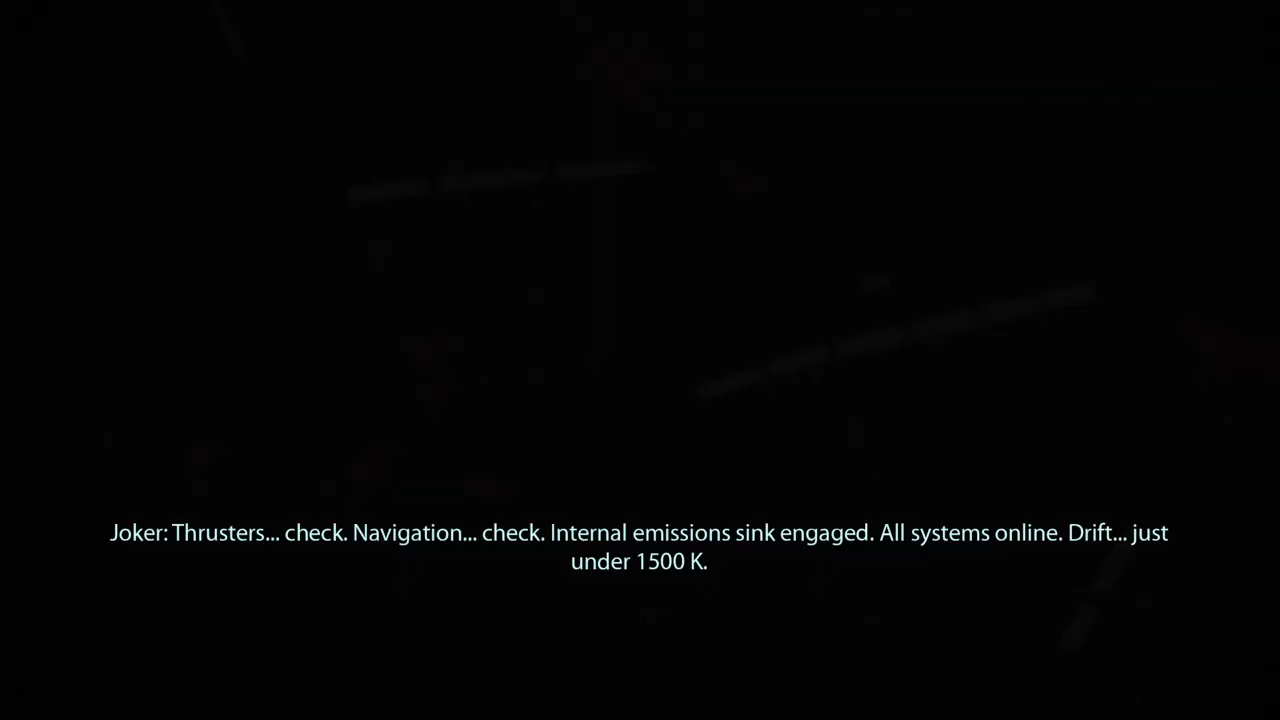 Joker: Thrusters... check. Navigation... check. Internal emissions sink engaged. All systems online. Drift... just
under 1500 K.